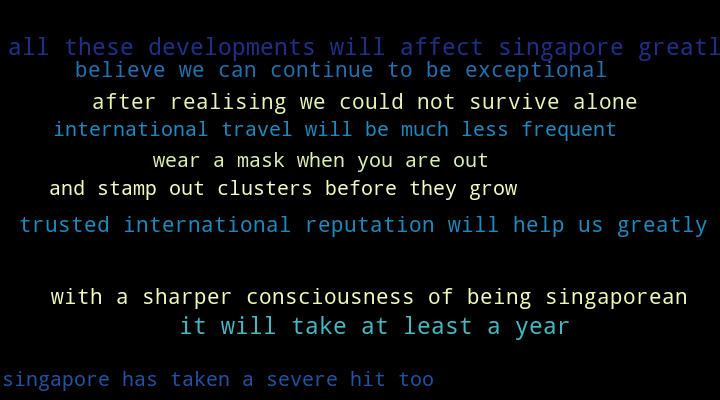 all these developments will affect singapore greatl
believe we can continue to be exceptional
after realising we could not survive alone
international travel will be much less frequent
wear a mask when you are out
and stamp out clusters before they grow
trusted international reputation will help us greatly
with a sharper consciousness of being singaporean
it will take at least a year
singapore has taken a severe hit too